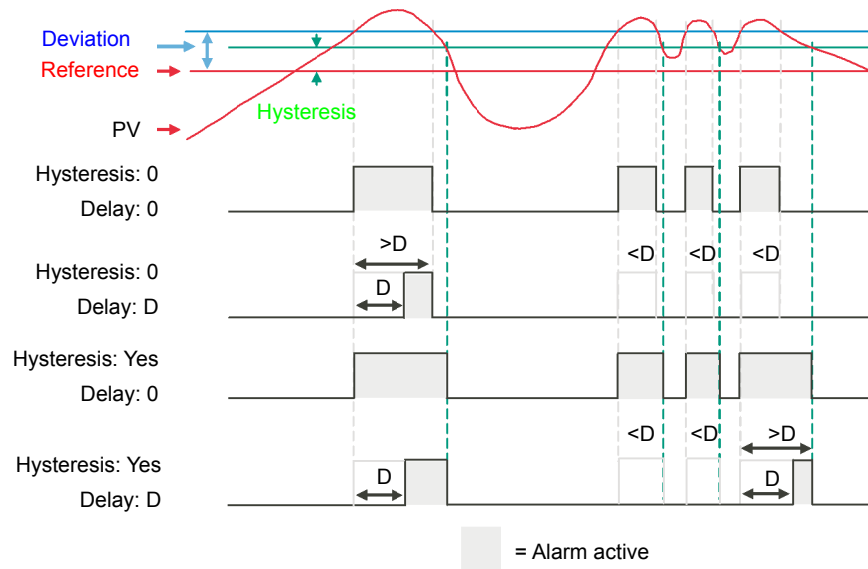 Deviation
Reference
Hysteresis
PV
Hysteresis: 0
Delay: 0
>D
<D <D <D
Hysteresis: 0
D
Delay: D
Hysteresis: Yes
Delay: 0
<D <D >D
Hysteresis: Yes
D D
Delay: D
= Alarm active